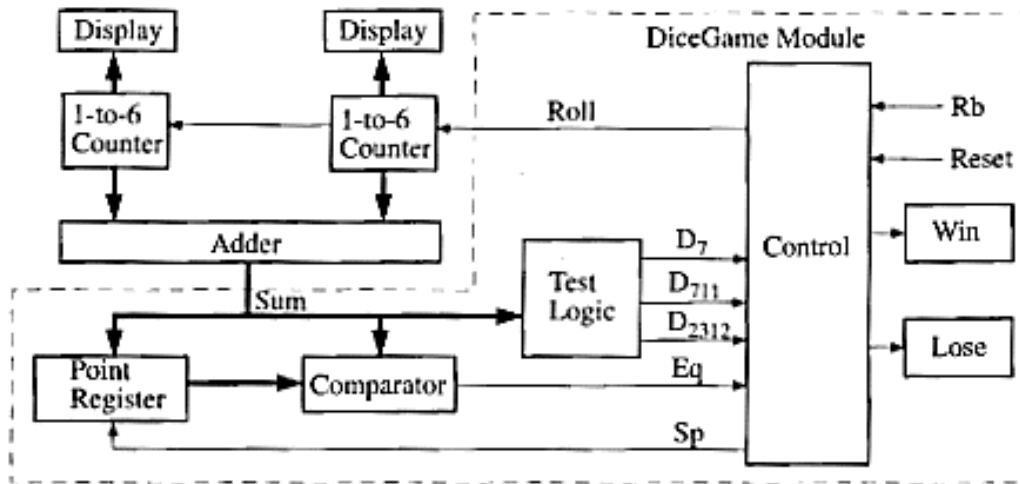 Display
Display
DiceGame Module
1-to-6
Counter
1-to-6
Counter
Roll
Rb
Reset
Adder
Control
Win
Sum
Test
Logic
D7
D711
D2312
Lose
Point
Register
Comparator
Eq
Sp